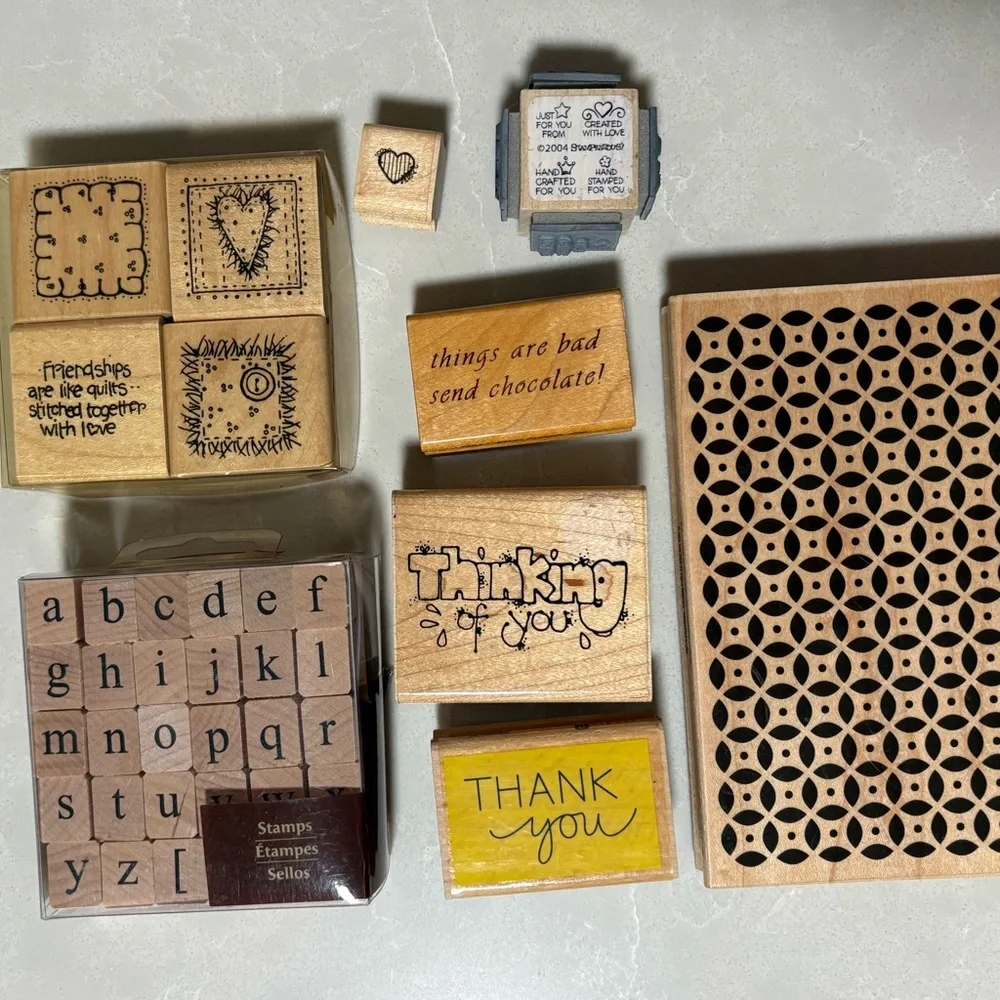 JUST
FOR YOU
FROM
CREATED
WITH LOVE
©2004 STAMPENDOUS!
HAND
CRAFTED
FOR YOU
HAND
STAMPED
FOR YOU
Friendships
are like quilts..
stitched together
with love
things are bad
send chocolate!
Thinking
of you
THANK
you
a b c d e f
g h i j k l
m n o p q r
s t u v w x
y z [
Stamps
Étampes
Sellos